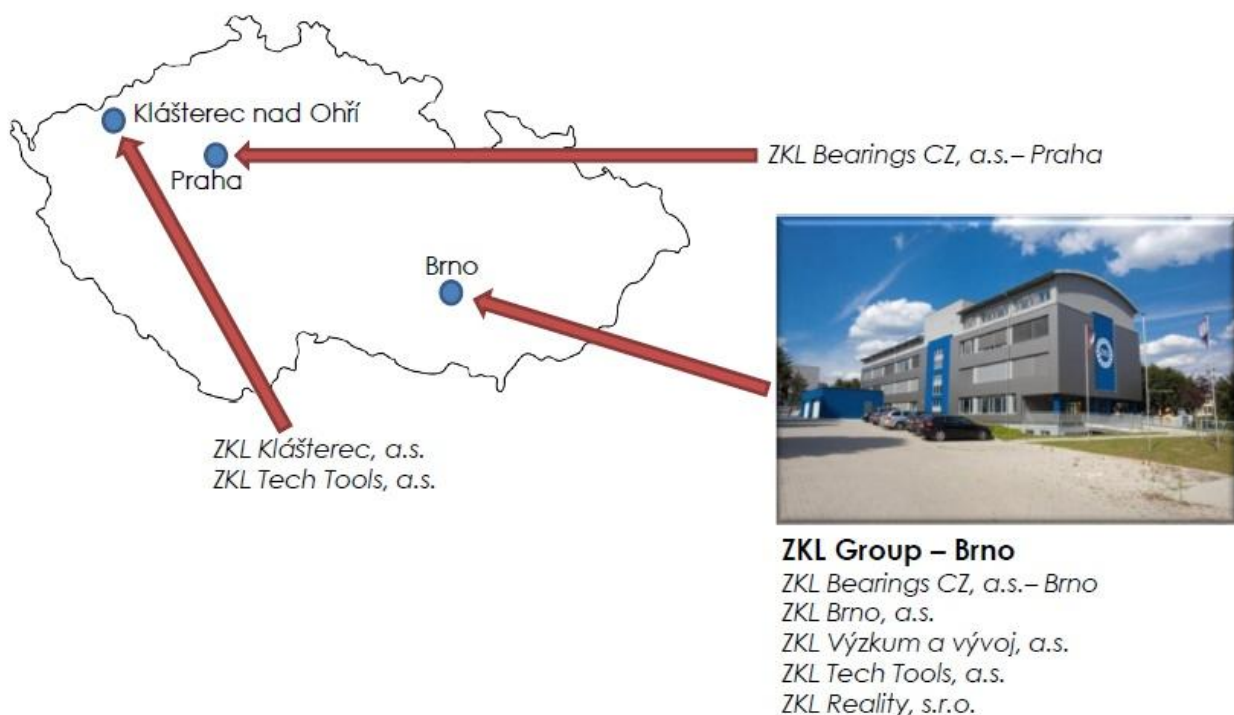 Klášterec nad Ohří
ZKL Bearings CZ, a.s.– Praha
Praha
Brno
ZKL Klášterec, a.s.
ZKL Tech Tools, a.s.
ZKL Group – Brno
ZKL Bearings CZ, a.s.– Brno
ZKL Brno, a.s.
ZKL Výzkum a vývoj, a.s.
ZKL Tech Tools, a.s.
ZKL Reality, s.r.o.